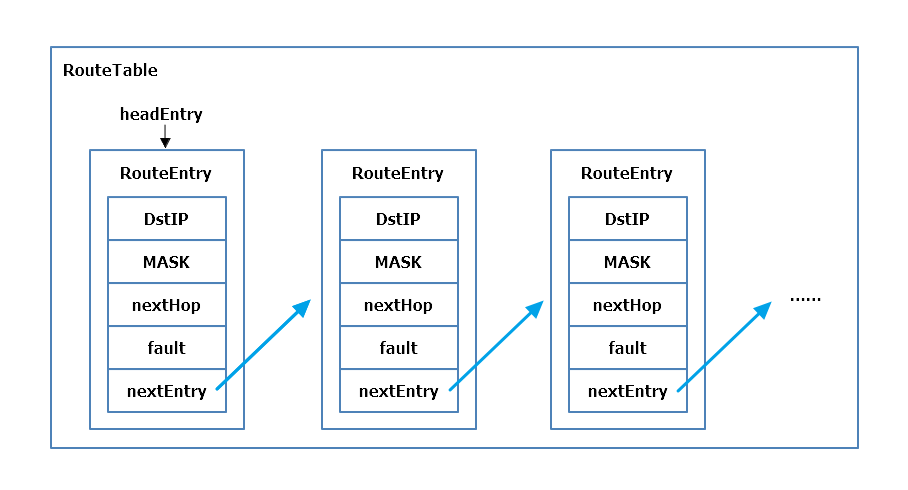 RouteTable
headEntry
RouteEntry
DstIP
MASK
nextHop
fault
nextEntry
RouteEntry
DstIP
MASK
nextHop
fault
nextEntry
RouteEntry
DstIP
MASK
nextHop
fault
nextEntry
......